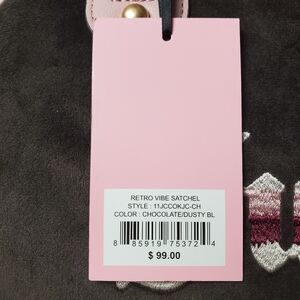 RETRO VIBE SATCHEL
STYLE : 11JCCOKJC-CH
COLOR : CHOCOLATE/DUSTY BL
8 85919 75372 4
$ 99.00